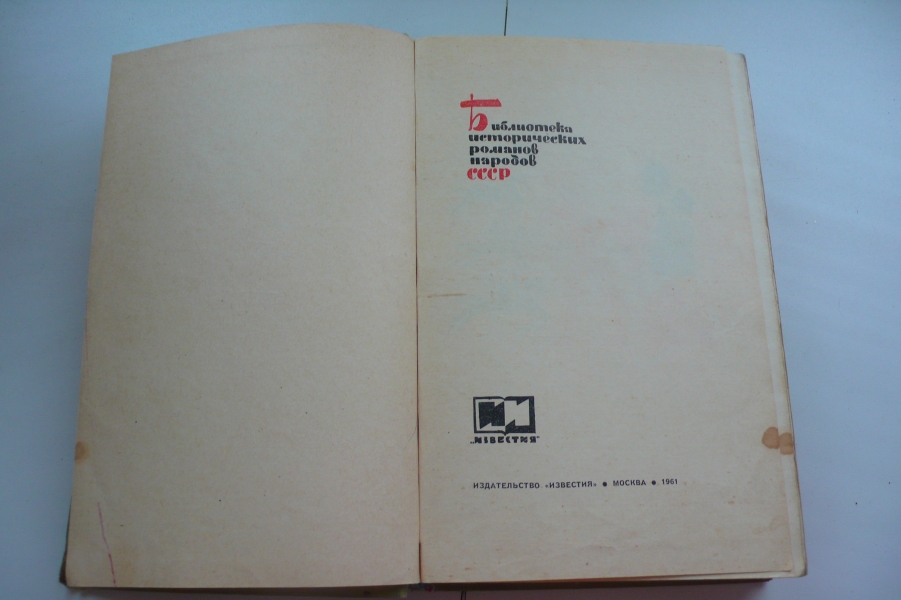 Библиотека
исторических
романов
народов
СССР
„ИЗВЕСТИЯ"
ИЗДАТЕЛЬСТВО «ИЗВЕСТИЯ» ● МОСКВА ● 1961